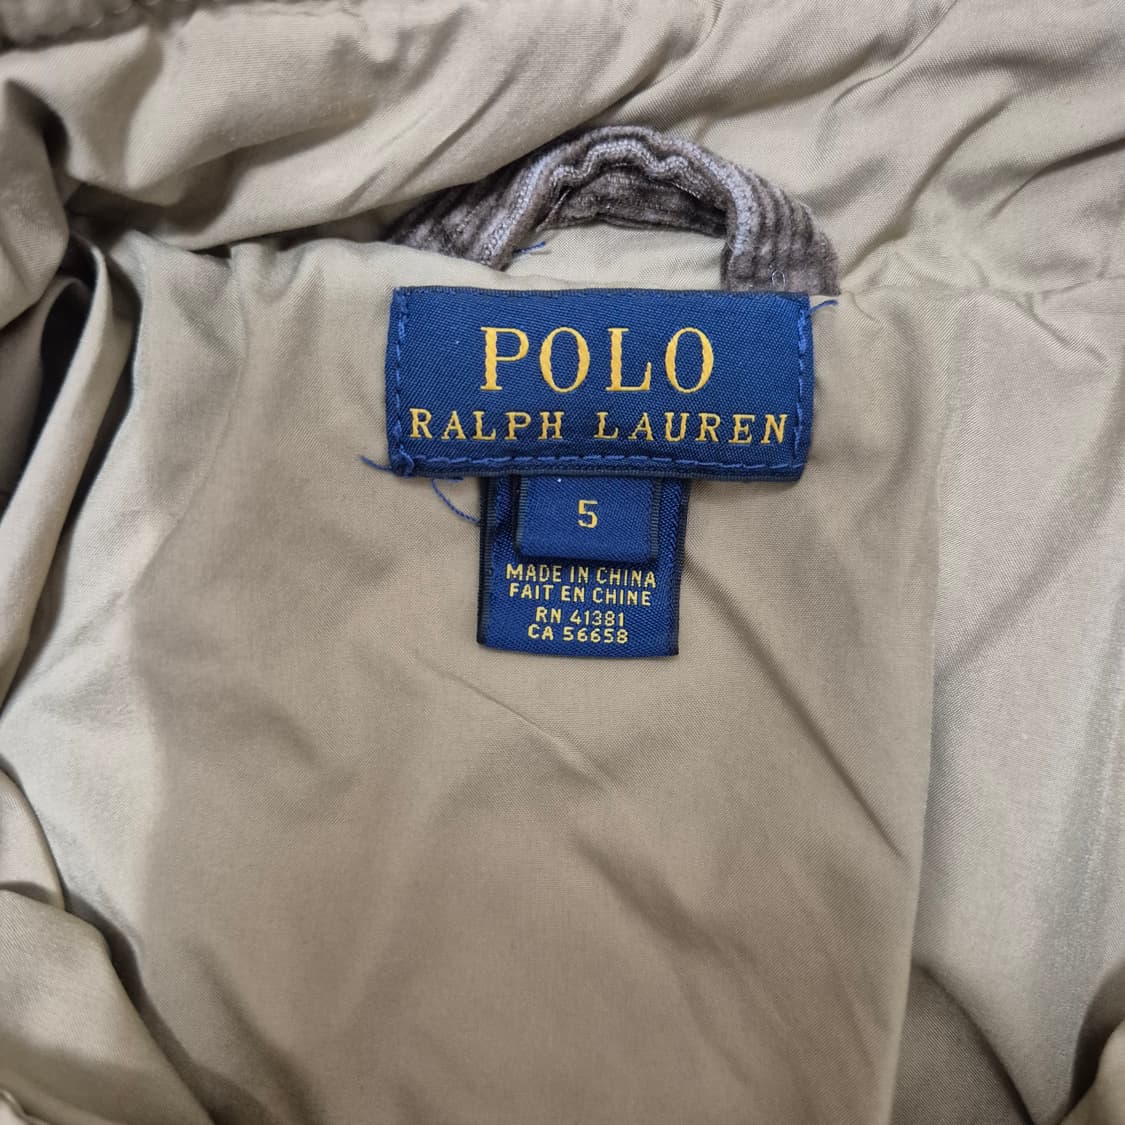 POLO
RALPH LAUREN
5
MADE IN CHINA
FAIT EN CHINE
RN 41381
CA 56658